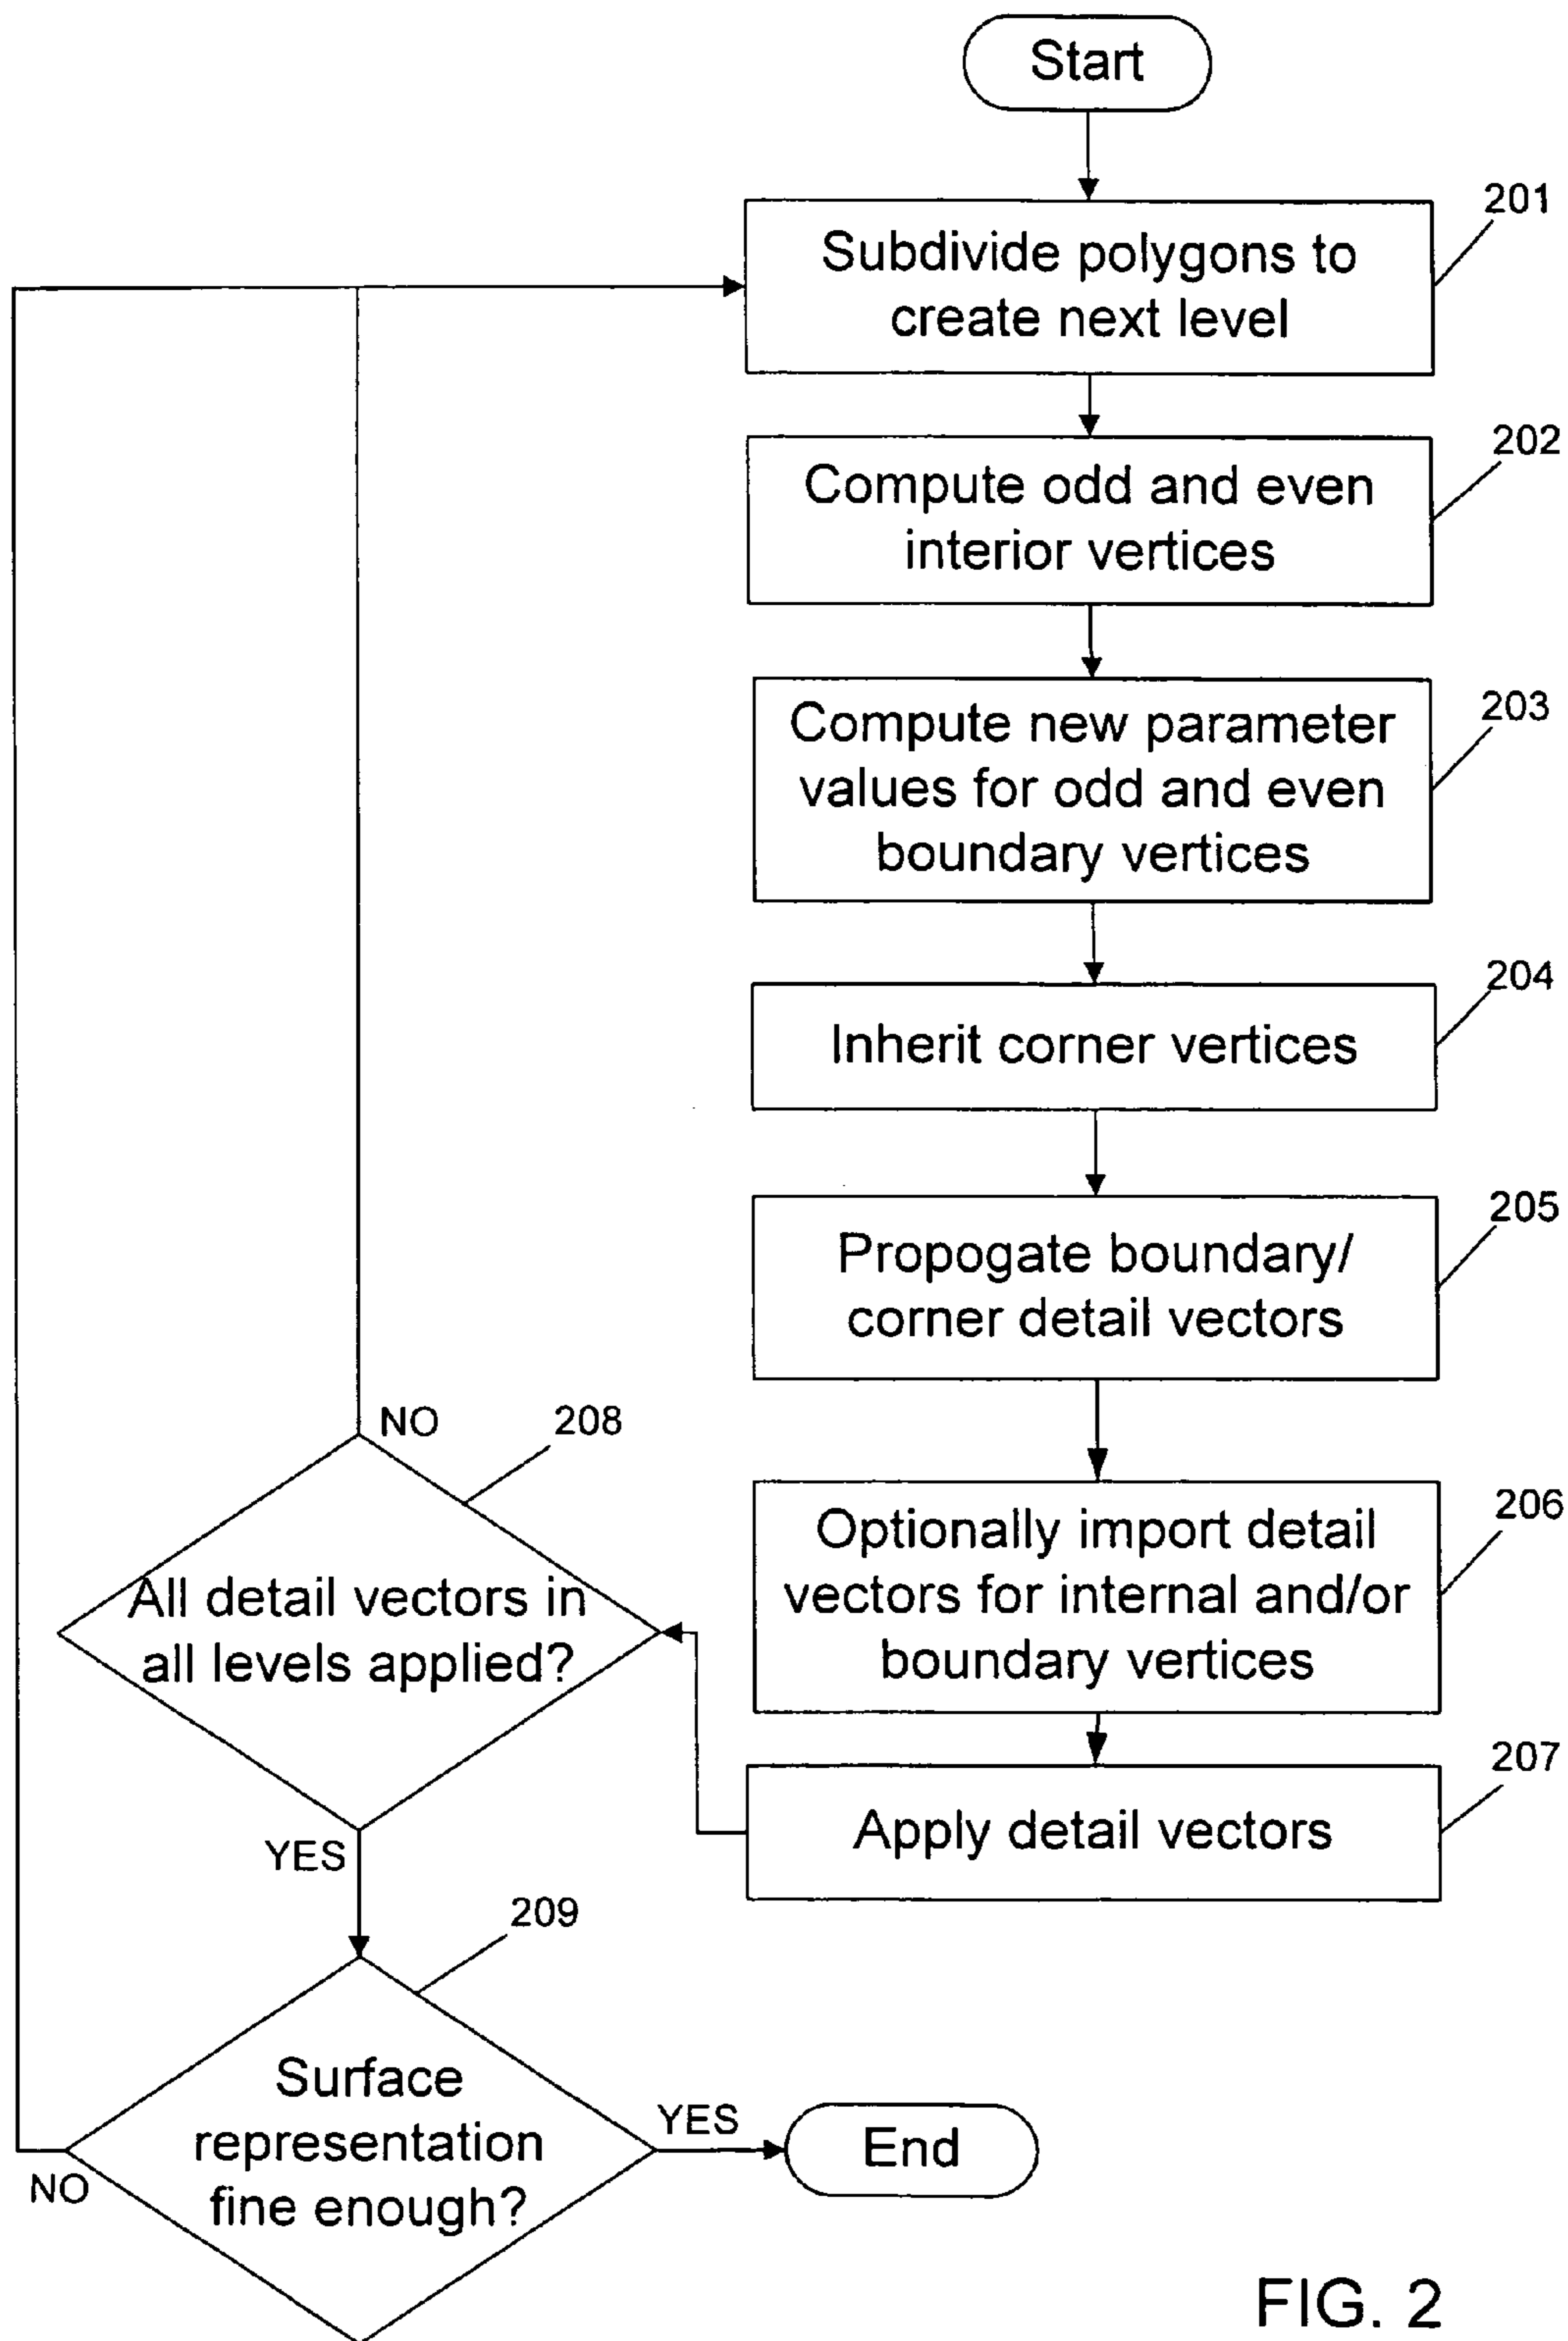 Start
201
Subdivide polygons to
create next level
202
Compute odd and even
interior vertices
203
Compute new parameter
values for odd and even
boundary vertices
204
Inherit corner vertices
205
Propogate boundary/
corner detail vectors
206
Optionally import detail
vectors for internal and/or
boundary vertices
207
Apply detail vectors
NO
208
All detail vectors in
all levels applied?
YES
209
Surface
representation
fine enough?
NO
YES
End
FIG. 2